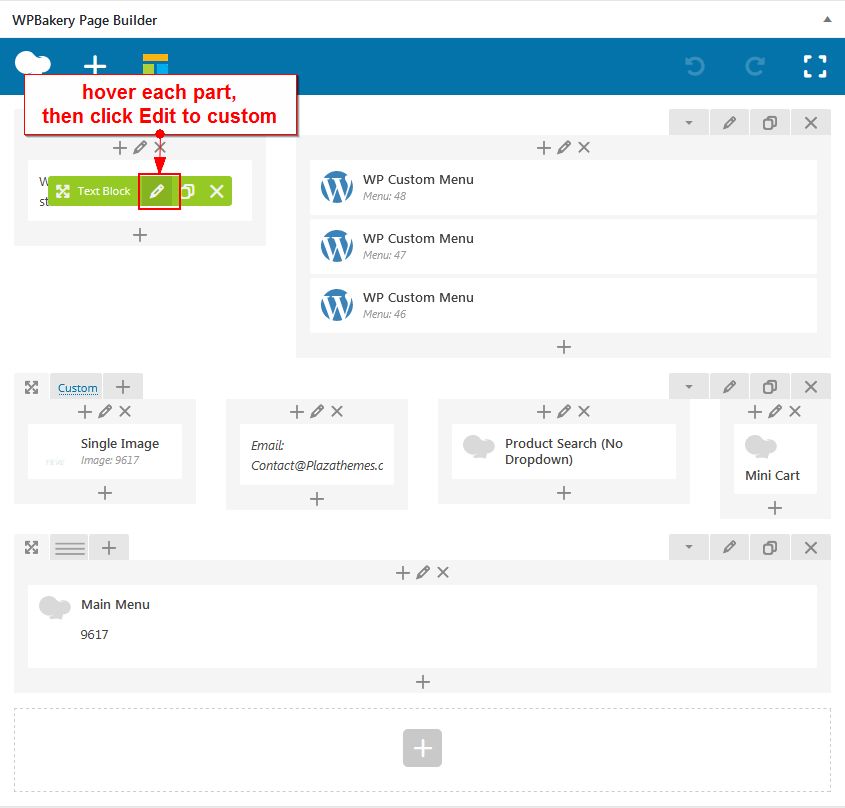 WPBakery Page Builder
hover each part,
then click Edit to custom
W
st
Text Block
WP Custom Menu
Menu: 48
WP Custom Menu
Menu: 47
WP Custom Menu
Menu: 46
Custom
Single Image
Image: 9617
Email:
Contact@Plazathemes.c
Product Search (No
Dropdown)
Mini Cart
Main Menu
9617